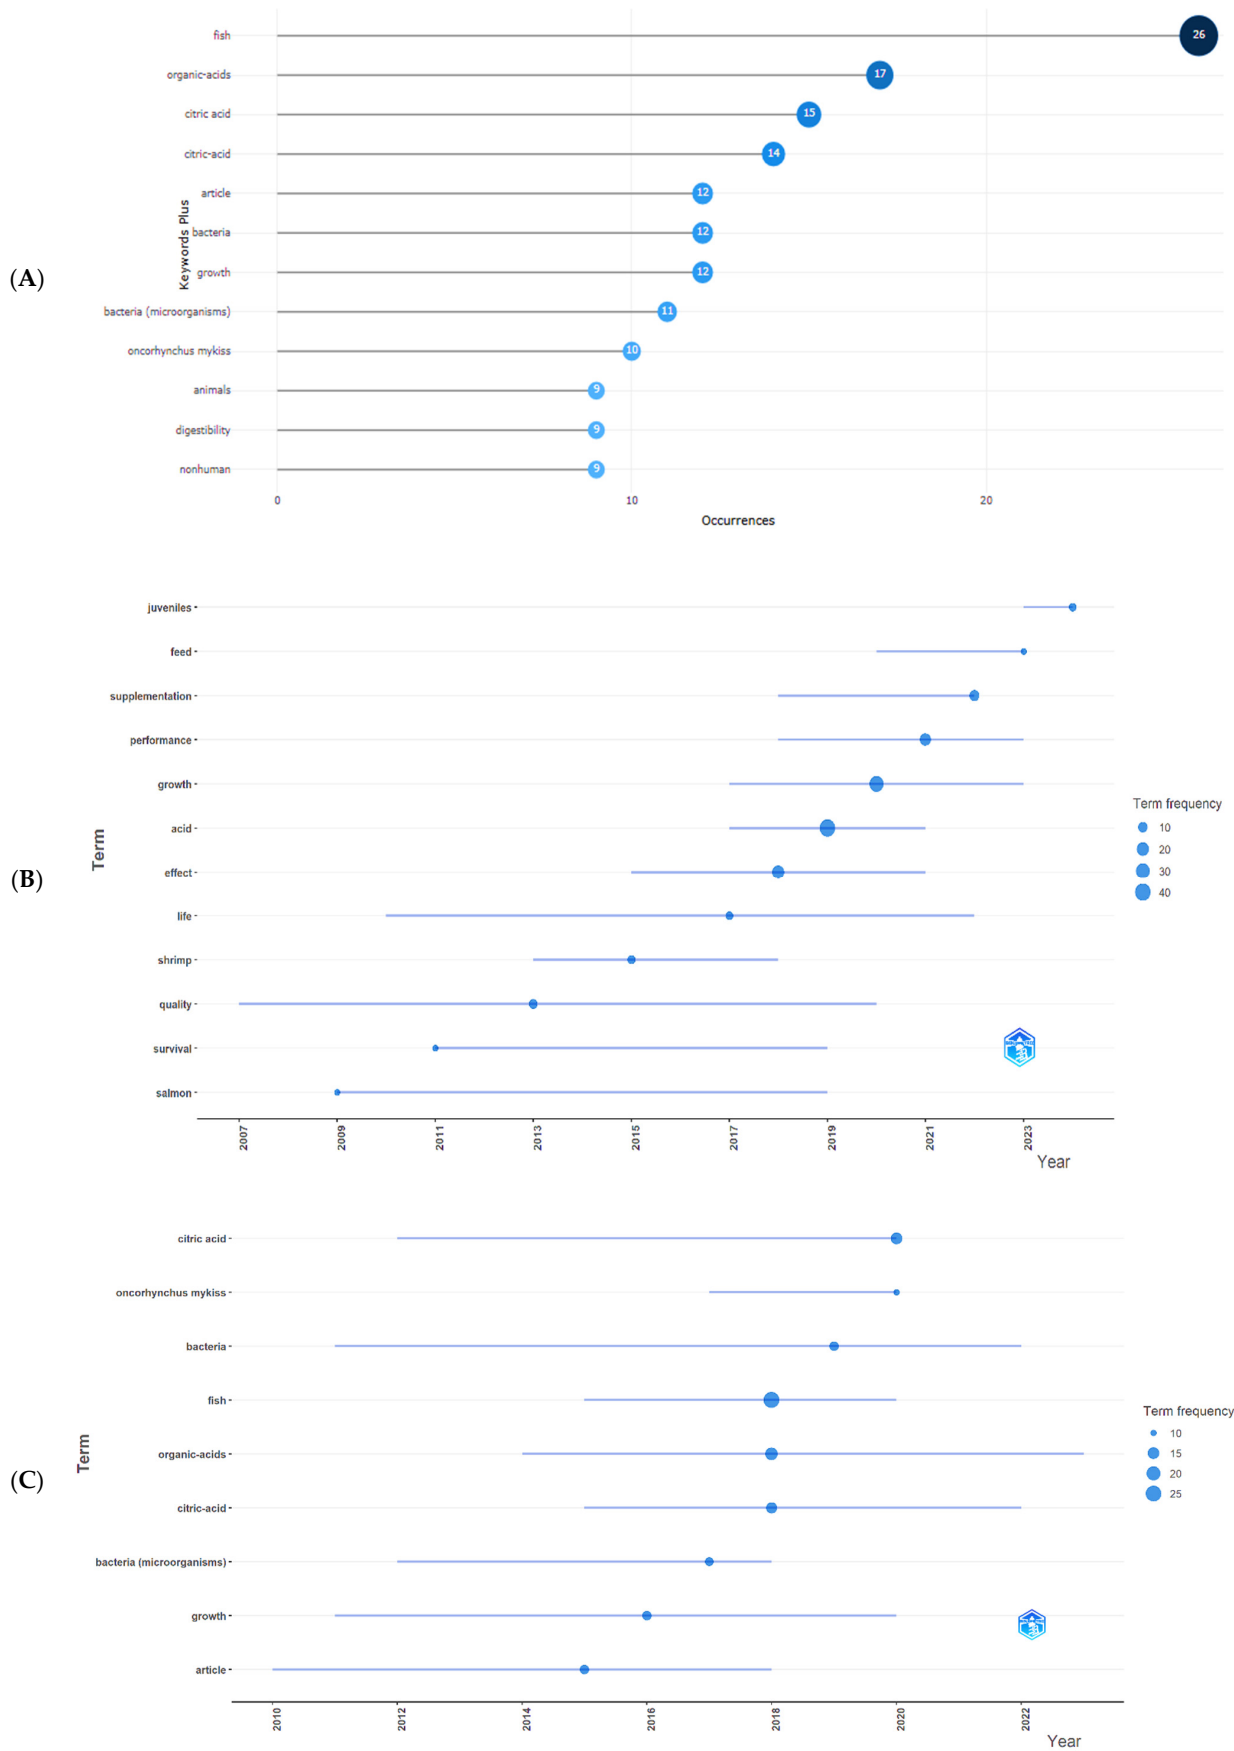 (A)
Keywords Plus
fish 26
organic-acids 17
citric acid 15
citric-acid 14
article 12
bacteria 12
growth 12
bacteria (microorganisms) 11
oncorhynchus mykiss 10
animals 9
digestibility 9
nonhuman 9
0 10 20
Occurrences
(B)
Term
juveniles
feed
supplementation
performance
growth
acid
effect
life
shrimp
quality
survival
salmon
2007 2009 2011 2013 2015 2017 2019 2021 2023
Year
Term frequency
10
20
30
40
(C)
Term
citric acid
oncorhynchus mykiss
bacteria
fish
organic-acids
citric-acid
bacteria (microorganisms)
growth
article
2010 2012 2014 2016 2018 2020 2022
Year
Term frequency
10
15
20
25